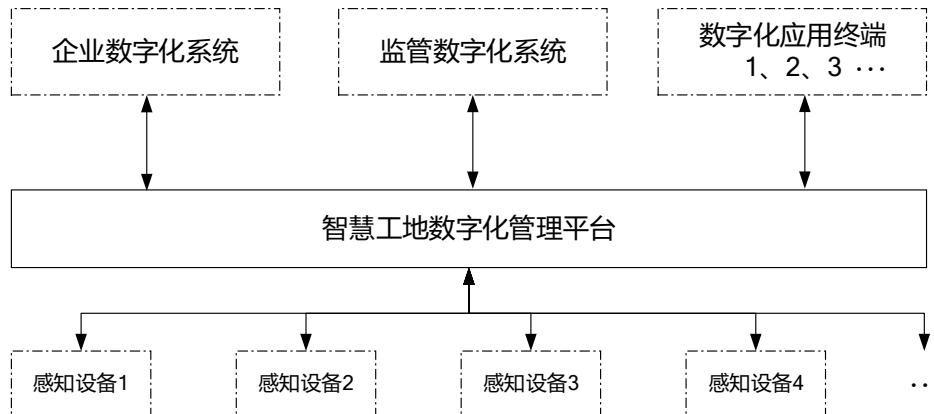 企业数字化系统
监管数字化系统
数字化应用终端
1、2、3 ···
智慧工地数字化管理平台
感知设备1
感知设备2
感知设备3
感知设备4
··